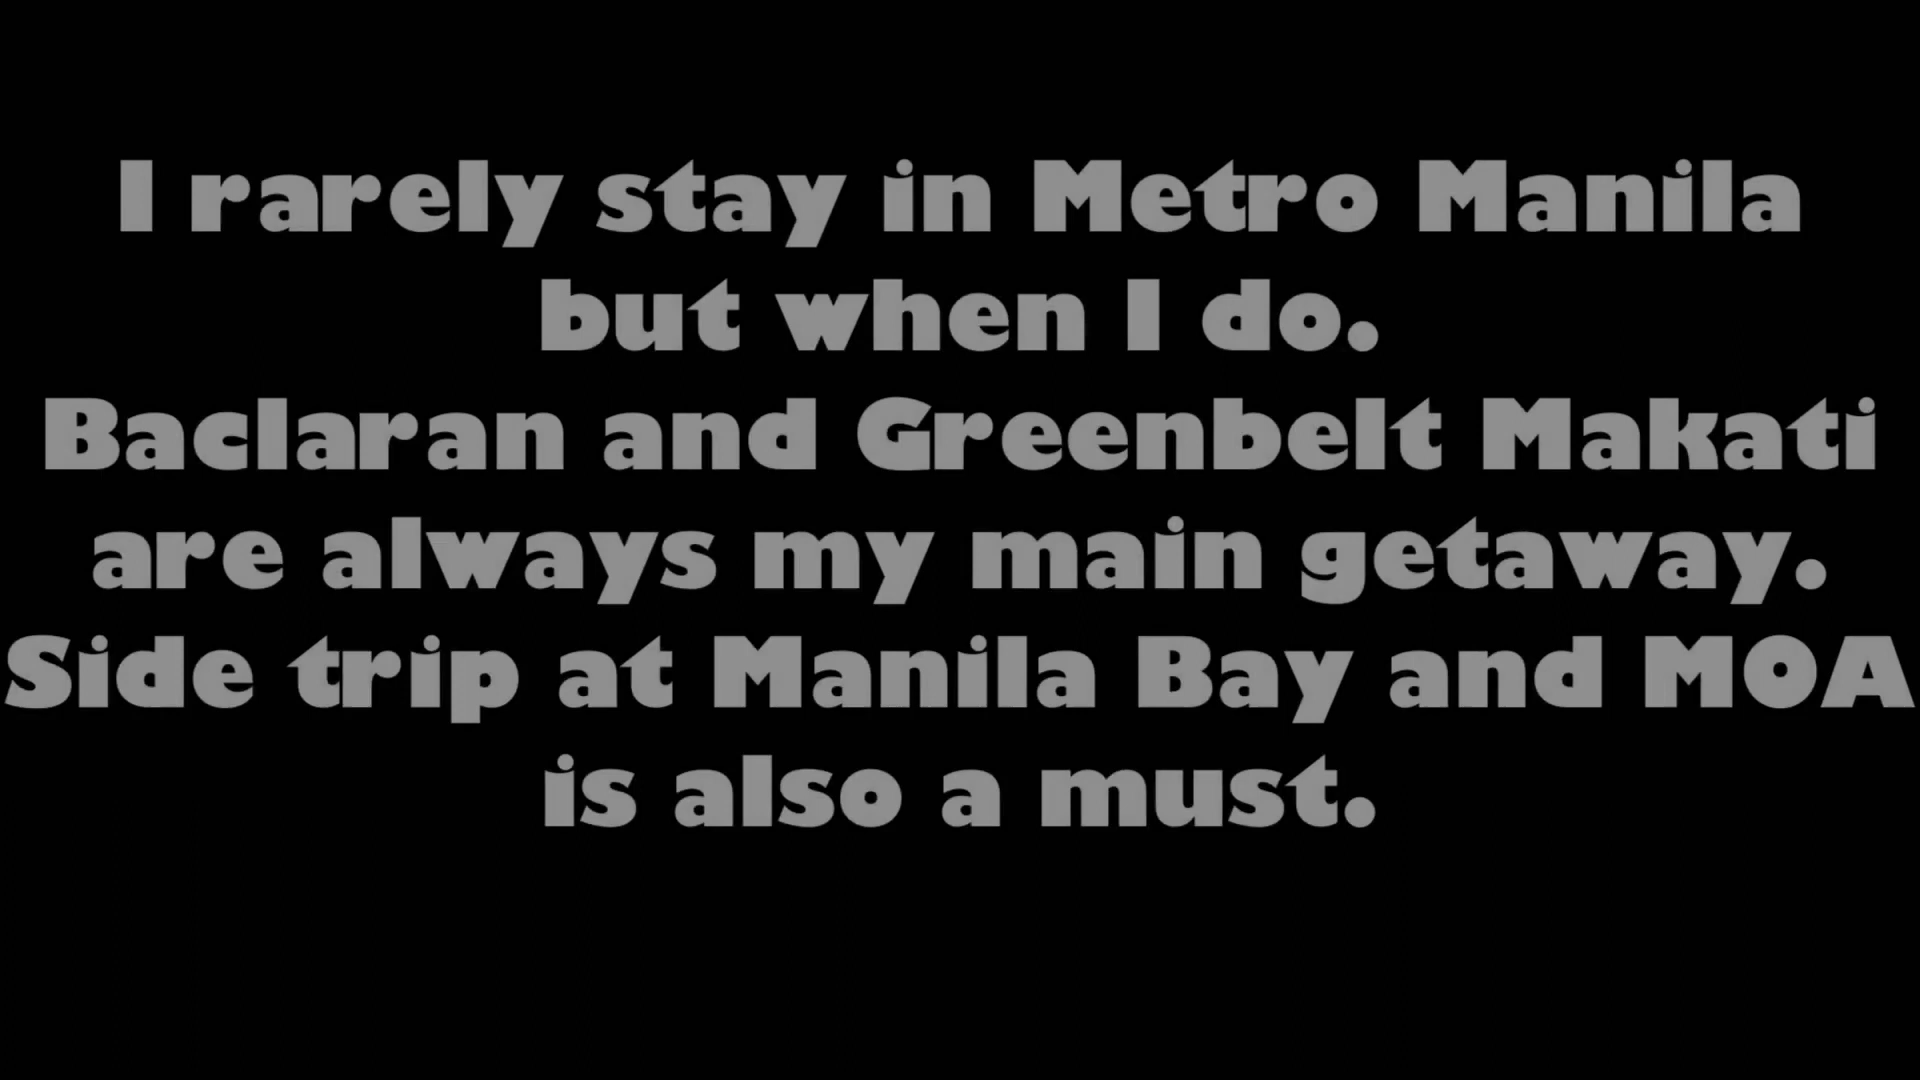 I rarely stay in Metro Manila
but when I do.
Baclaran and Greenbelt Makati
are always my main getaway.
Side trip at Manila Bay and MOA
is also a must.